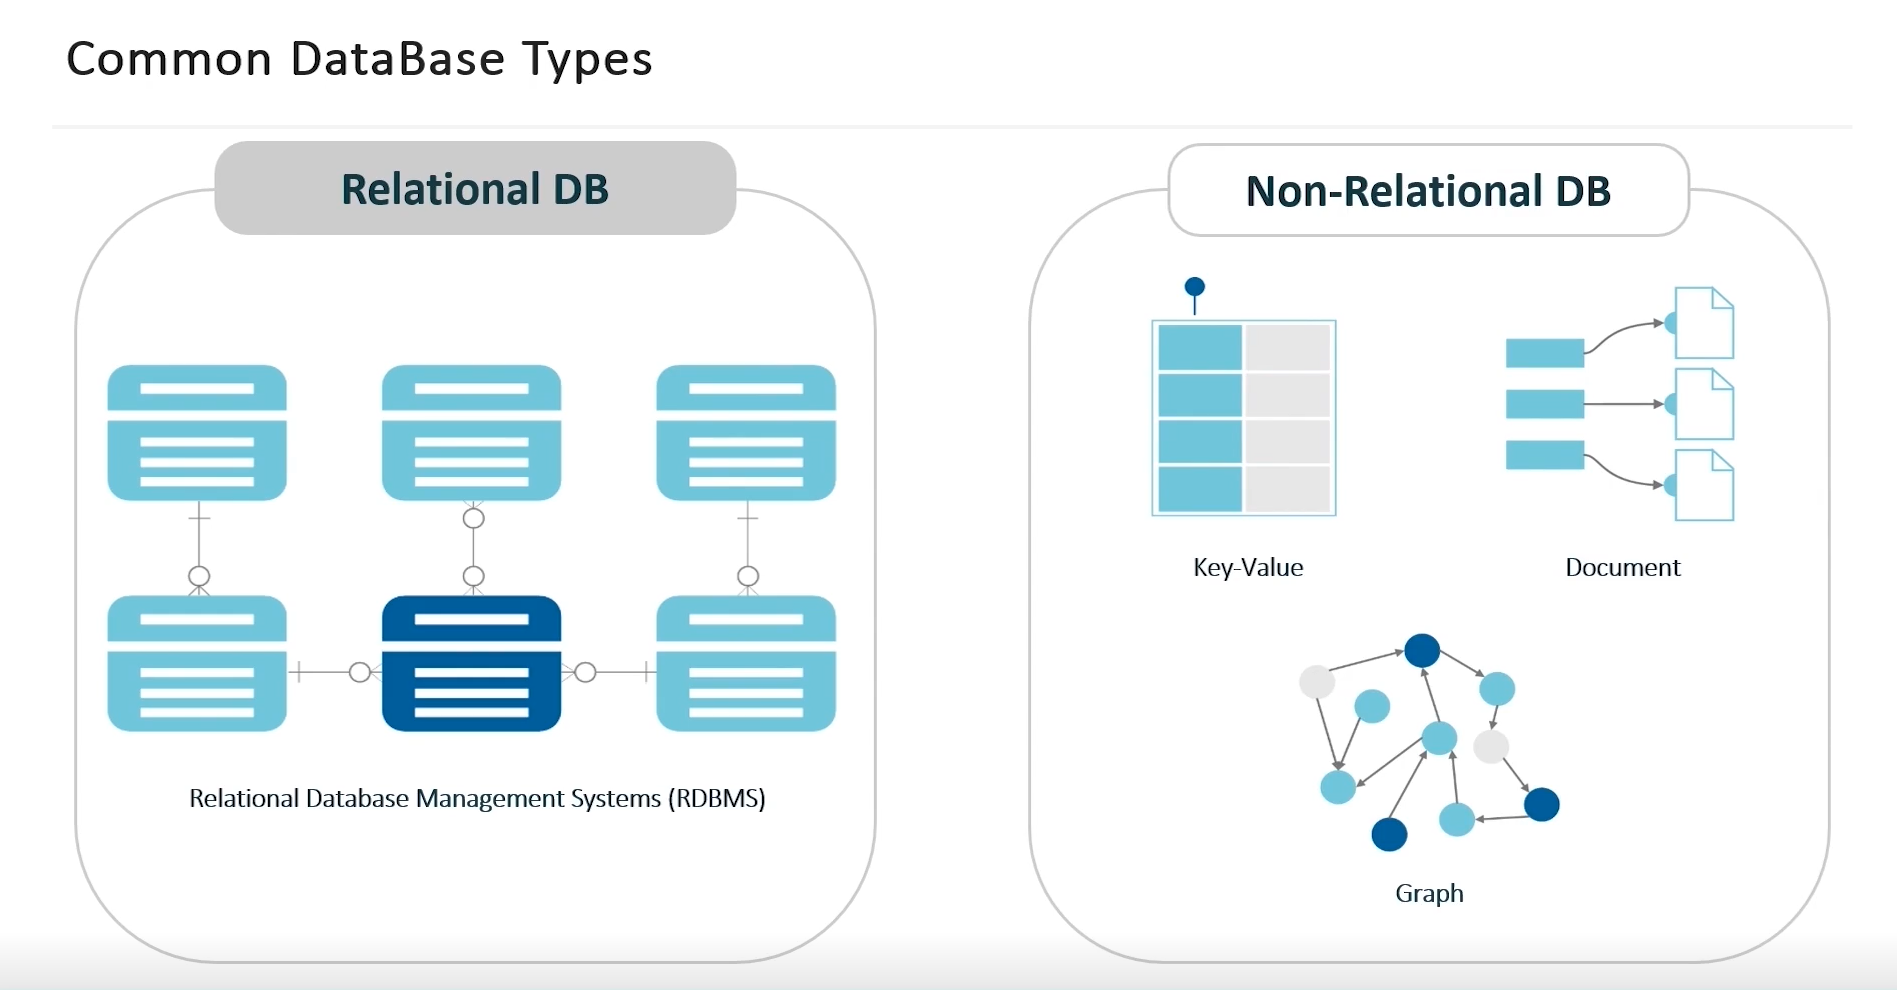 Common DataBase Types
Relational DB
Relational Database Management Systems (RDBMS)
Non-Relational DB
Key-Value
Document
Graph